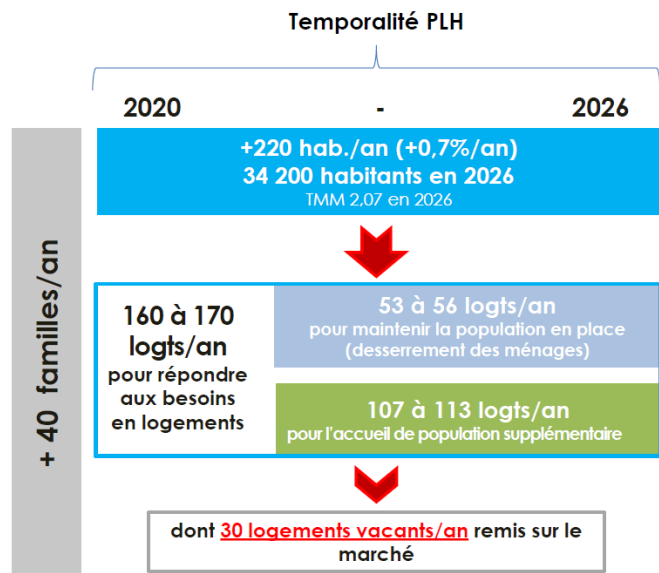 Temporalité PLH
2020 - 2026
+ 40 familles/an
+220 hab./an (+0,7%/an)
34 200 habitants en 2026
TMM 2,07 en 2026
160 à 170
logts/an
pour répondre
aux besoins
en logements
53 à 56 logts/an
pour maintenir la population en place
(desserrement des ménages)
107 à 113 logts/an
pour l'accueil de population supplémentaire
dont 30 logements vacants/an remis sur le
marché